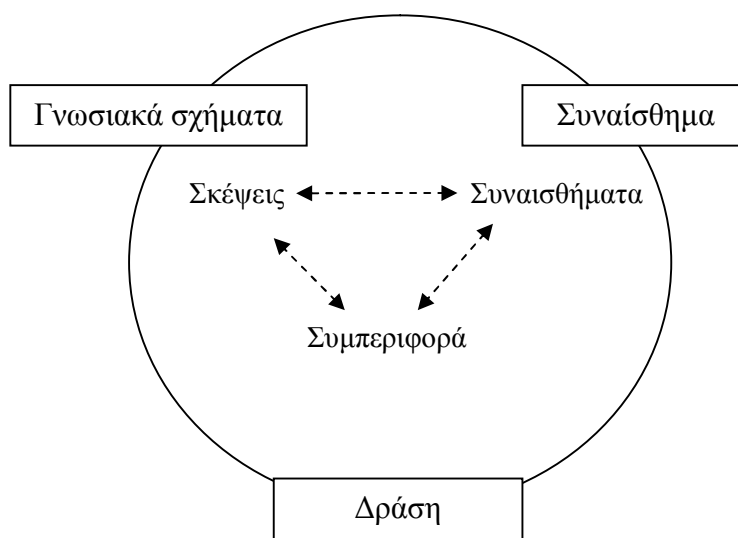 Γνωσιακά σχήματα
Συναίσθημα
Σκέψεις
Συναισθήματα
Συμπεριφορά
Δράση